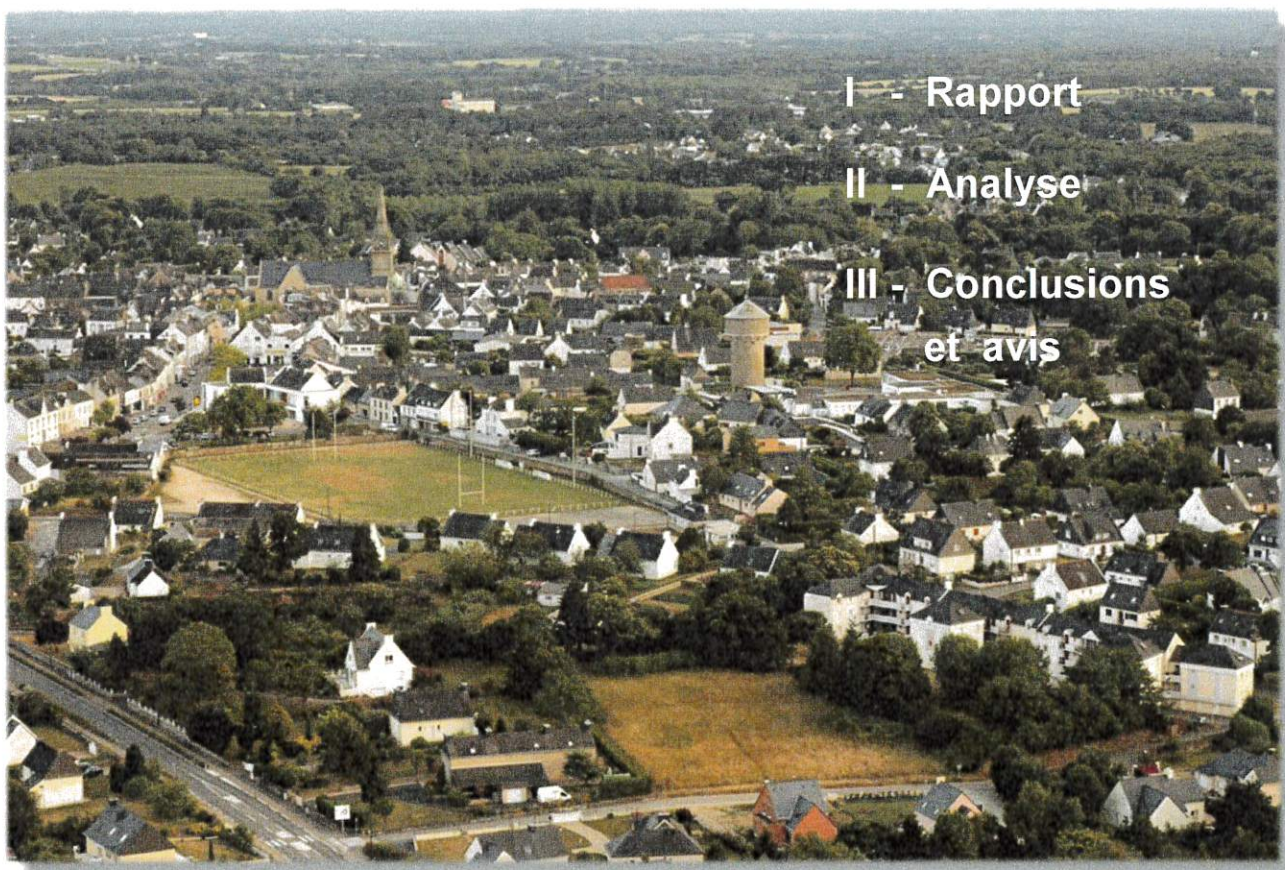 I - Rapport
II - Analyse
III - Conclusions
et avis